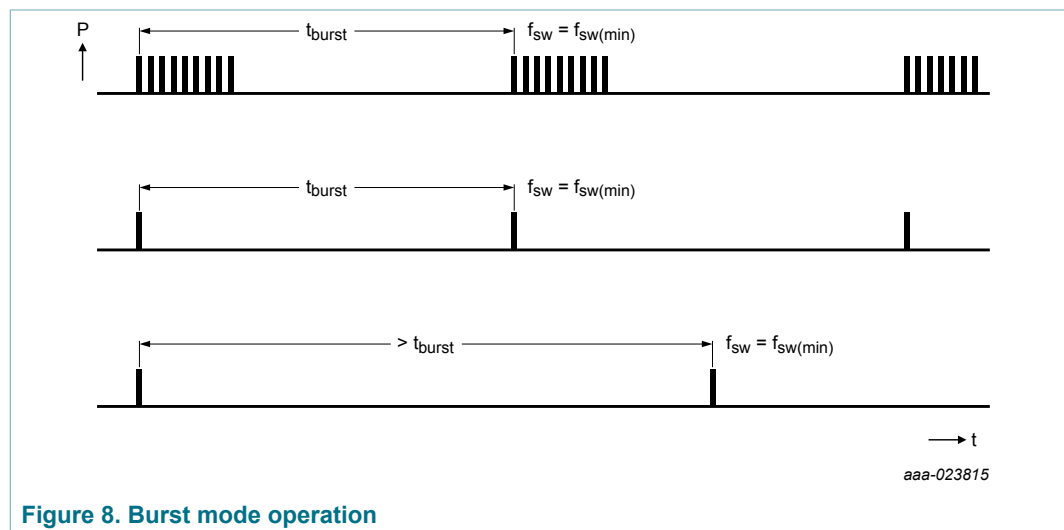 P
t_burst f_sw = f_sw(min)
t_burst f_sw = f_sw(min)
> t_burst f_sw = f_sw(min)
t
aaa-023815
Figure 8. Burst mode operation